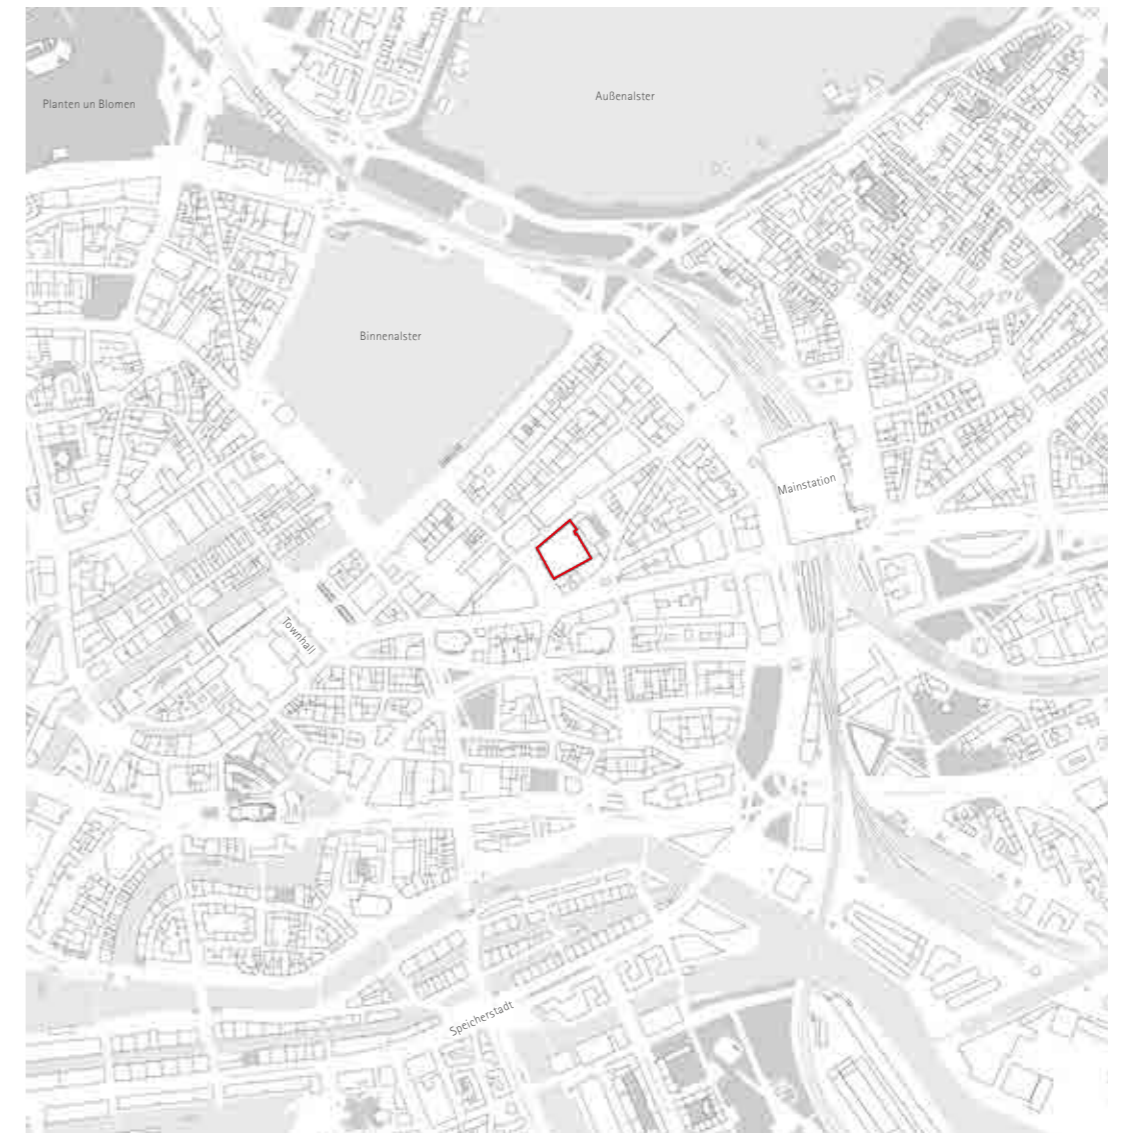 Außenalster
Planten un Blomen
Binnenalster
Mainstation
Townhall
Speicherstadt